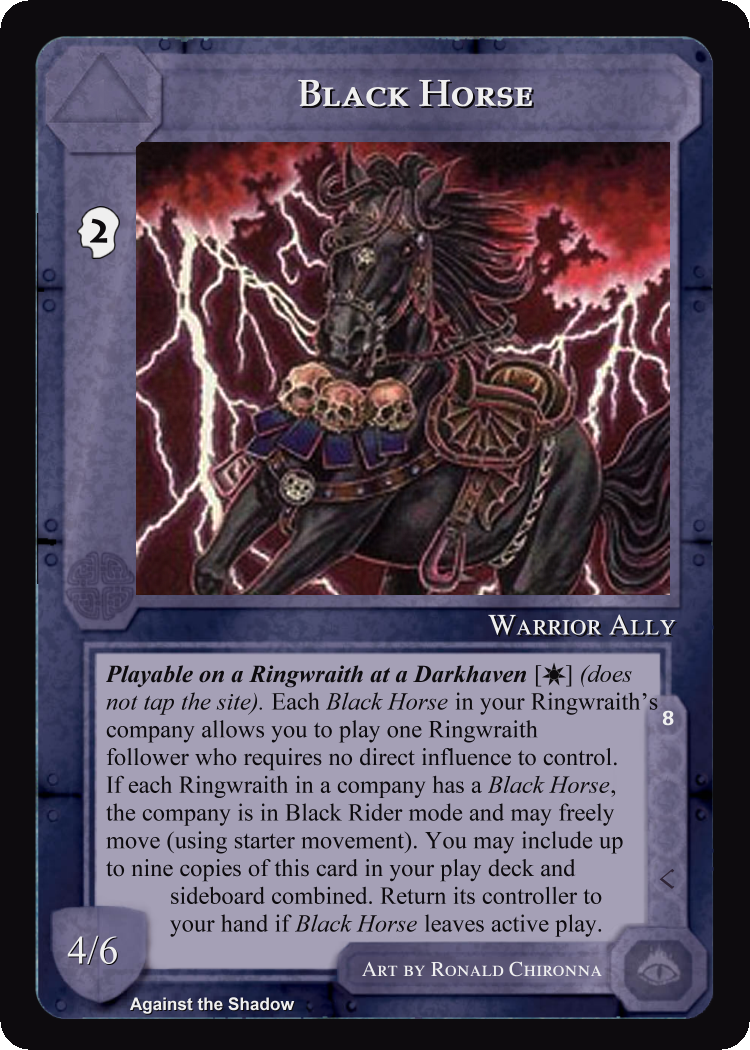 Black Horse
2
Warrior Ally
Playable on a Ringwraith at a Darkhaven [☀] (does
not tap the site). Each Black Horse in your Ringwraith's
8
company allows you to play one Ringwraith
follower who requires no direct influence to control.
If each Ringwraith in a company has a Black Horse,
the company is in Black Rider mode and may freely
move (using starter movement). You may include up
to nine copies of this card in your play deck and
sideboard combined. Return its controller to
your hand if Black Horse leaves active play.
4/6
Art by Ronald Chironna
Against the Shadow